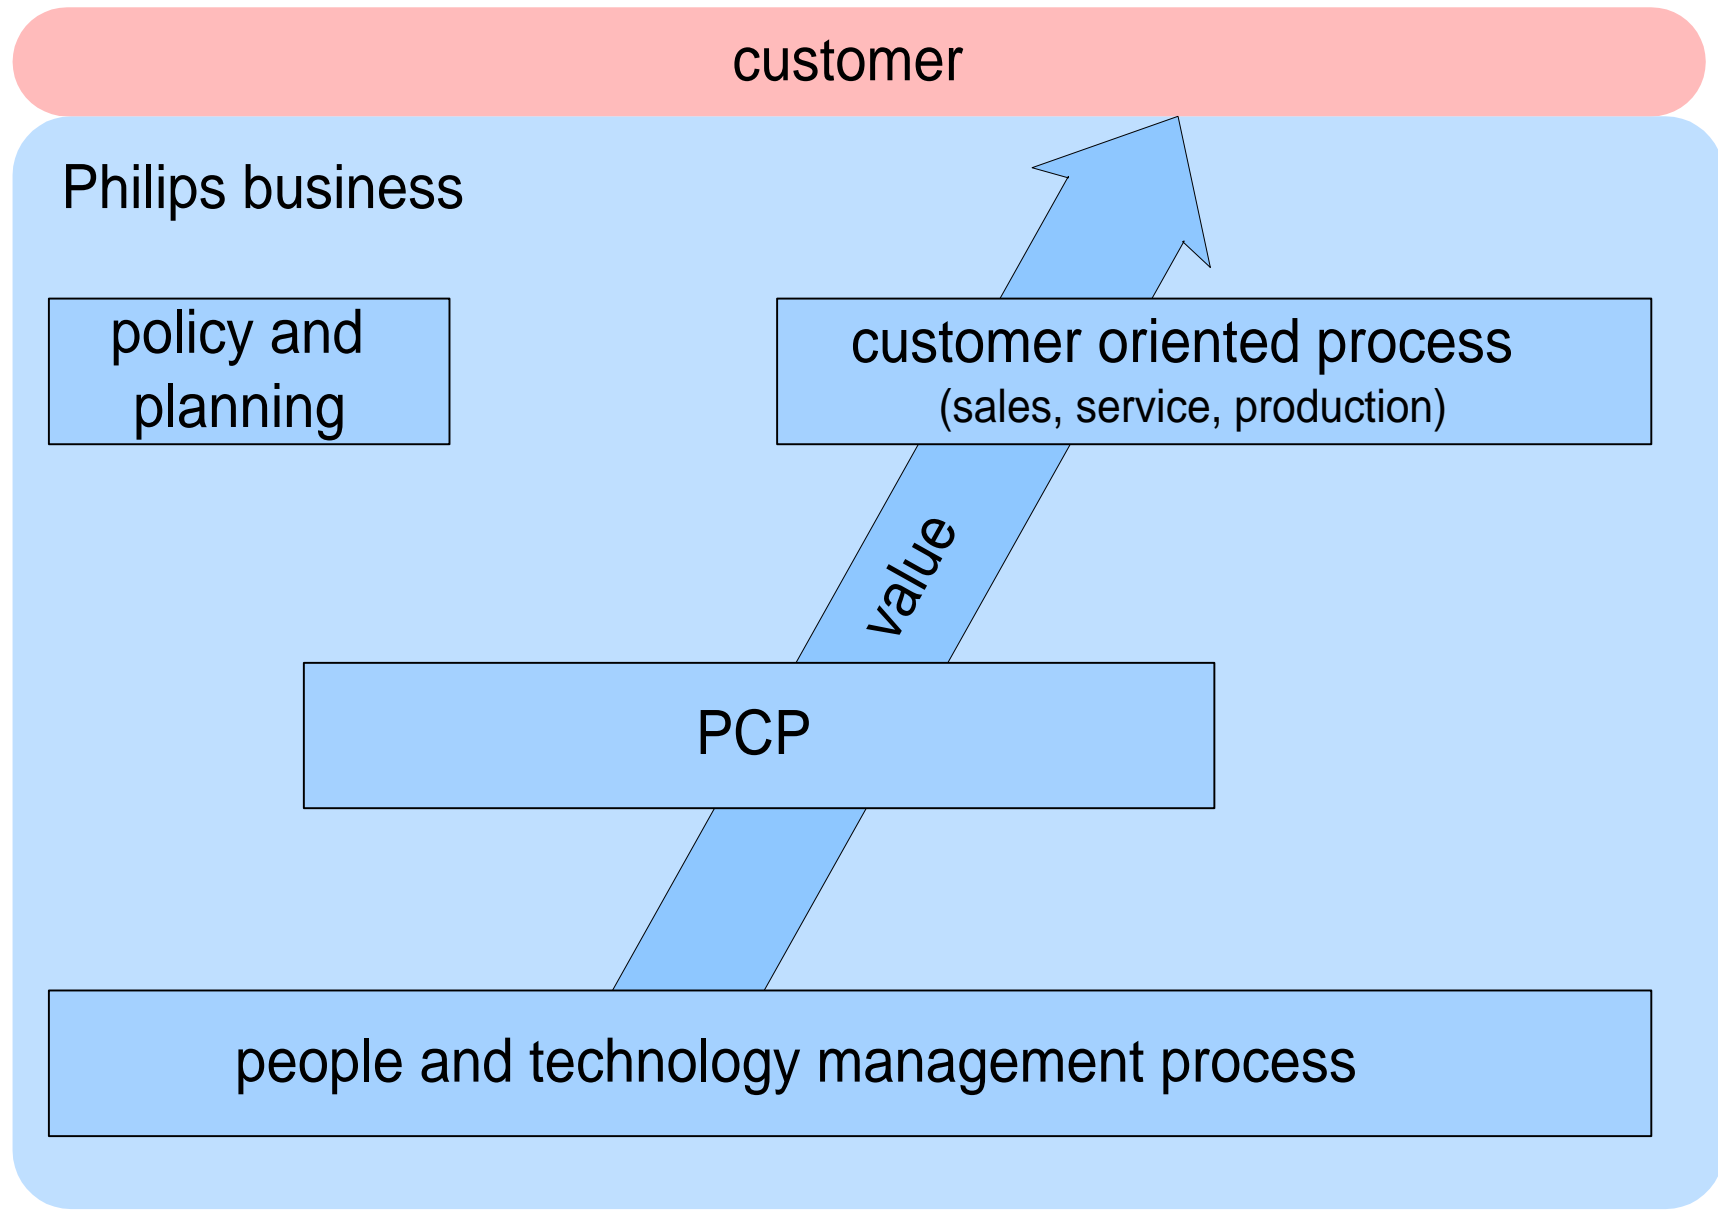 customer
Philips business
policy and
planning
customer oriented process
(sales, service, production)
value
PCP
people and technology management process